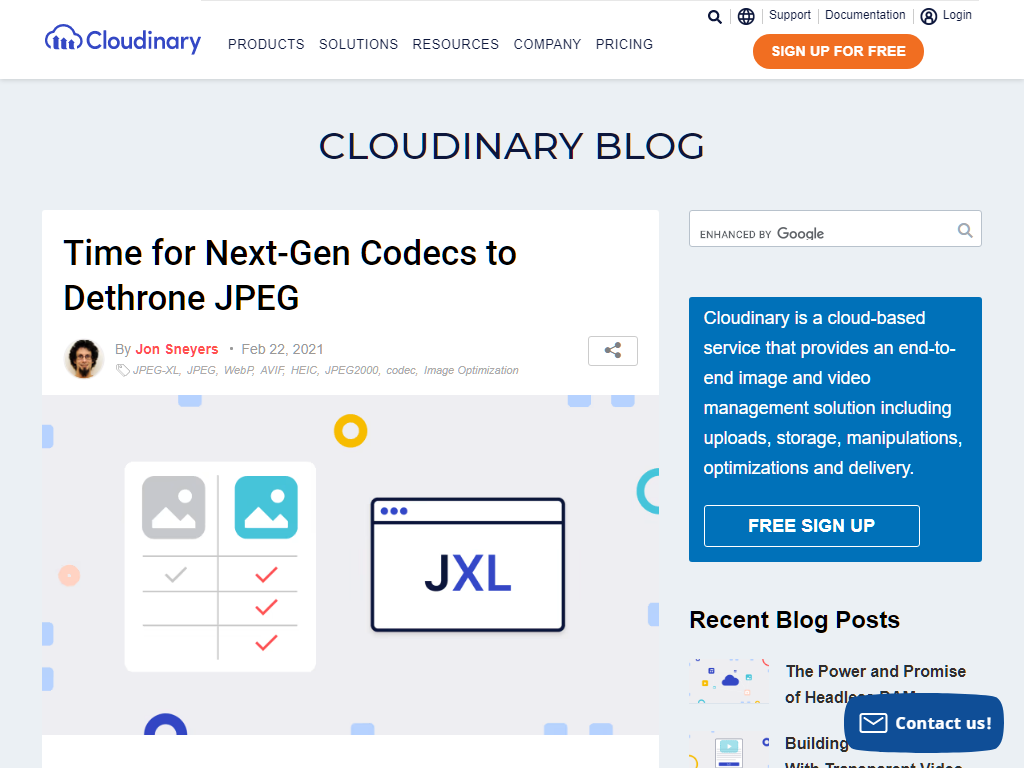 Support
Documentation
Login
Cloudinary
PRODUCTS
SOLUTIONS
RESOURCES
COMPANY
PRICING
SIGN UP FOR FREE
CLOUDINARY BLOG
Time for Next-Gen Codecs to
Dethrone JPEG
By Jon Sneyers • Feb 22, 2021
JPEG-XL, JPEG, WebP, AVIF, HEIC, JPEG2000, codec, Image Optimization
JXL
ENHANCED BY Google
Cloudinary is a cloud-based
service that provides an end-to-
end image and video
management solution including
uploads, storage, manipulations,
optimizations and delivery.
FREE SIGN UP
Recent Blog Posts
The Power and Promise
of Headless DAM
Building
With Transparent Video
Contact us!